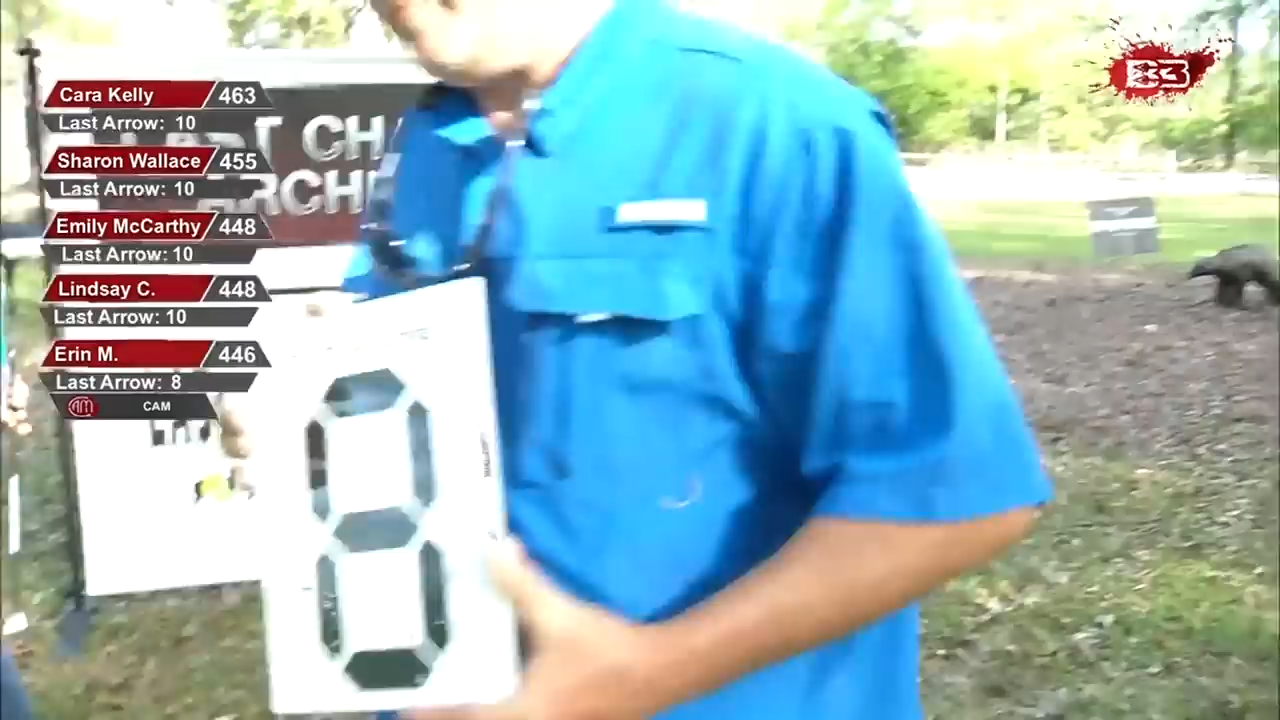 Cara Kelly 463
Last Arrow: 10
Sharon Wallace 455
Last Arrow: 10
Emily McCarthy 448
Last Arrow: 10
Lindsay C. 448
Last Arrow: 10
Erin M. 446
Last Arrow: 8
CAM
B3
8